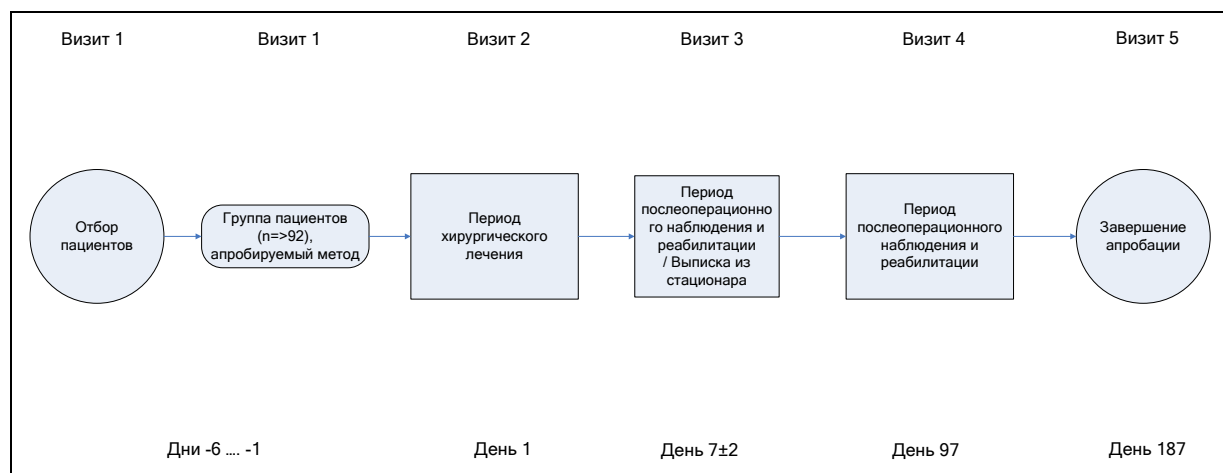 Визит 1
Визит 1
Визит 2
Визит 3
Визит 4
Визит 5
Отбор
пациентов
Группа пациентов
(n=>92),
апробируемый метод
Период
хирургического
лечения
Период
послеоперационно
го наблюдения и
реабилитации
/ Выписка из
стационара
Период
послеоперационного
наблюдения и
реабилитации
Завершение
апробации
Дни -6 .... -1
День 1
День 7±2
День 97
День 187